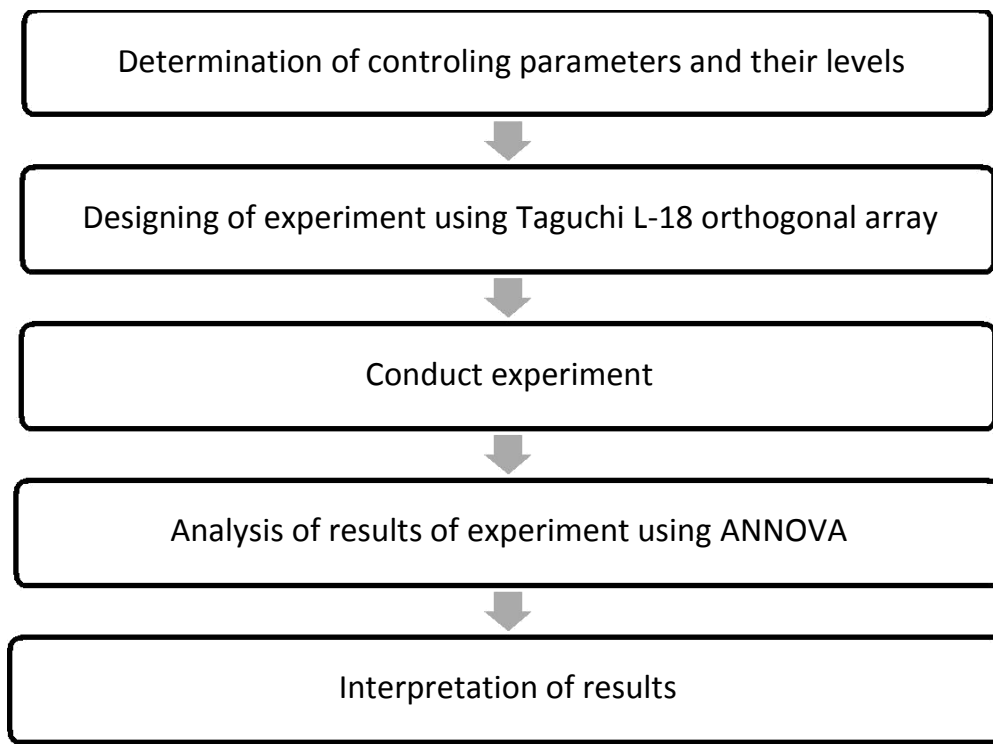 Determination of controling parameters and their levels
Designing of experiment using Taguchi L-18 orthogonal array
Conduct experiment
Analysis of results of experiment using ANNOVA
Interpretation of results